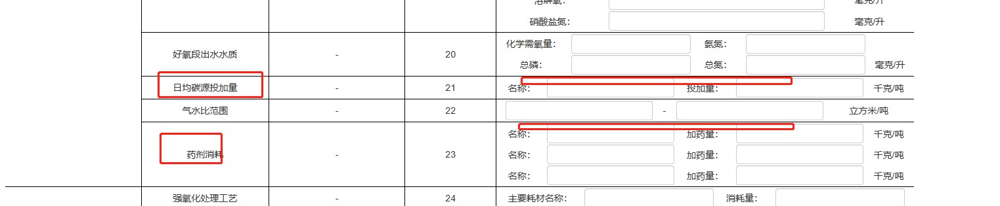 溶解氧： 毫克/升
硝酸盐氮： 毫克/升
好氧段出水水质 - 20 化学需氧量： 氨氮：
总磷： 总氮： 毫克/升
日均碳源投加量 - 21 名称： 投加量： 千克/吨
气水比范围 - 22 - 立方米/吨
药剂消耗 - 23 名称： 加药量： 千克/吨
名称： 加药量： 千克/吨
名称： 加药量： 千克/吨
强氧化处理工艺 - 24 主要耗材名称： 消耗量：